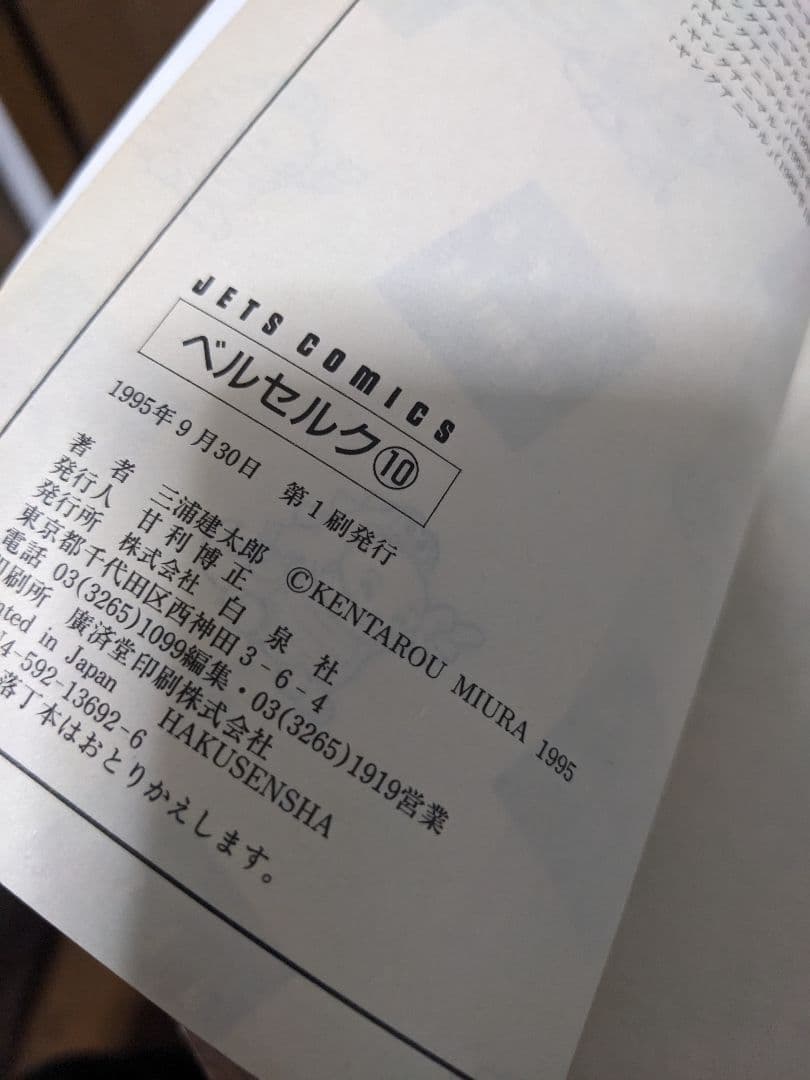 JETS COMICS
ベルセルク⑩
1995年9月30日 第1刷発行
著者 三浦建太郎
©KENTAROU MIURA 1995
発行人 甘利博正
発行所 株式会社 白泉社
東京都千代田区西神田3-6-4
電話 03(3265)1099編集・03(3265)1919営業
印刷所 廣済堂印刷株式会社
in Japan HAKUSENSHA
4-592-13692-6
落丁本はおとりかえします。